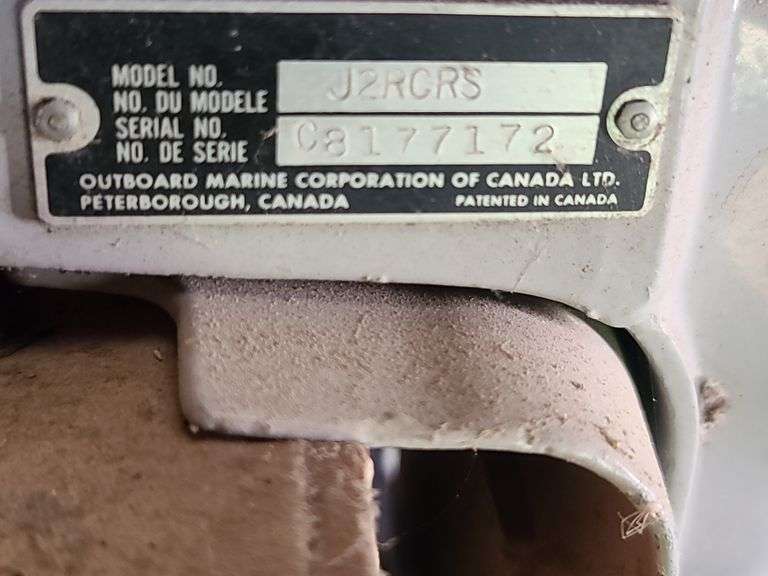 MODEL NO. J2RCRS
NO. DU MODELE
SERIAL NO. C8177172
NO. DE SERIE
OUTBOARD MARINE CORPORATION OF CANADA LTD.
PETERBOROUGH, CANADA PATENTED IN CANADA